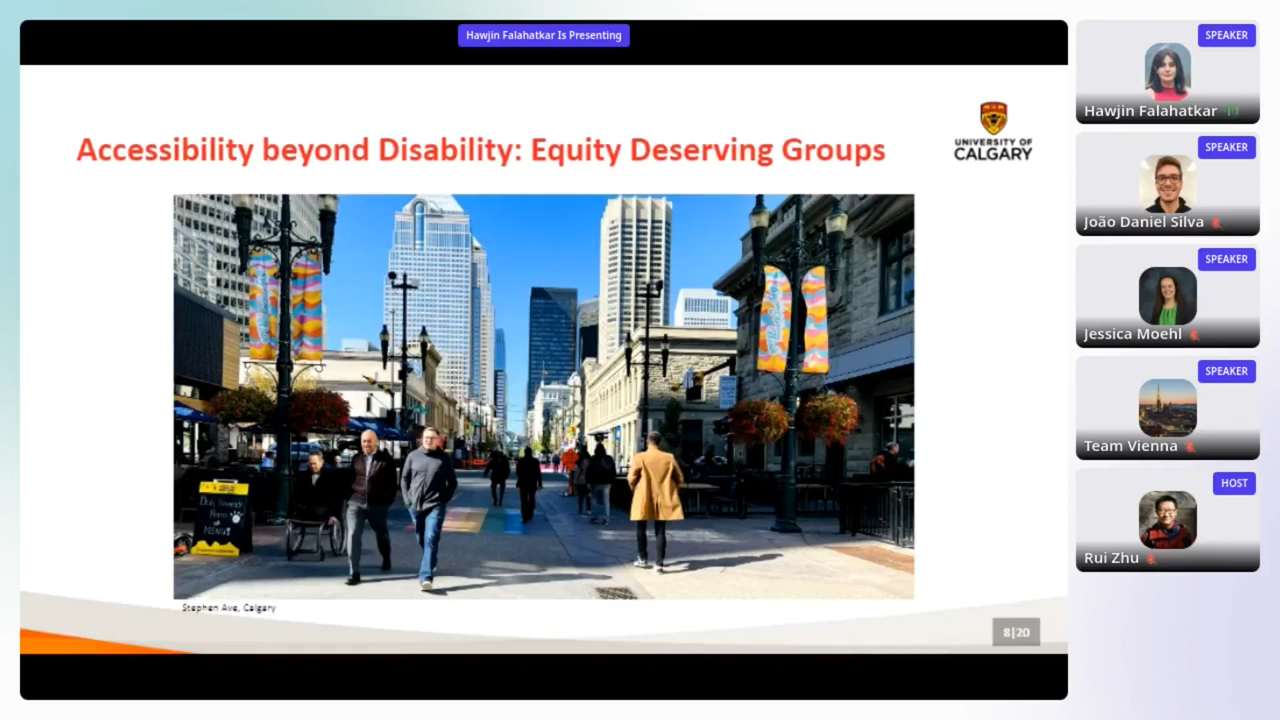 Hawjin Falahatkar Is Presenting
Accessibility beyond Disability: Equity Deserving Groups
UNIVERSITY OF
CALGARY
Stephen Ave, Calgary
8|20
SPEAKER
Hawjin Falahatkar
SPEAKER
João Daniel Silva
SPEAKER
Jessica Moehl
SPEAKER
Team Vienna
HOST
Rui Zhu